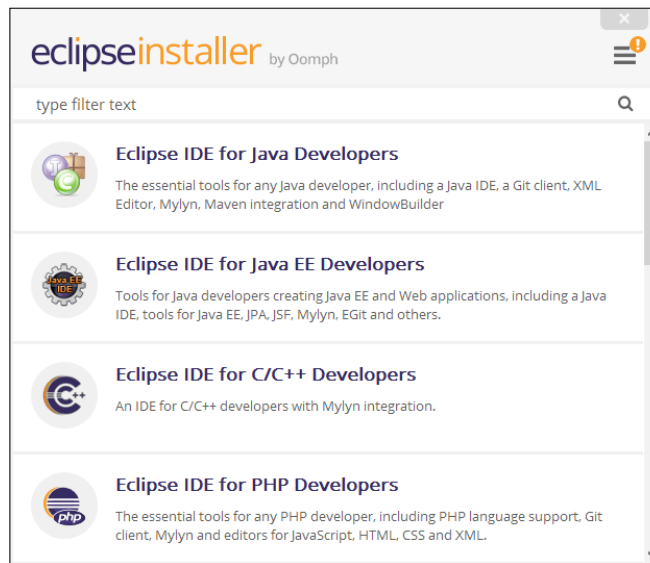 eclipseinstaller by Oomph
type filter text
Eclipse IDE for Java Developers
The essential tools for any Java developer, including a Java IDE, a Git client, XML
Editor, Mylyn, Maven integration and WindowBuilder
Java EE
IDE
Eclipse IDE for Java EE Developers
Tools for Java developers creating Java EE and Web applications, including a Java
IDE, tools for Java EE, JPA, JSF, Mylyn, EGit and others.
C++
Eclipse IDE for C/C++ Developers
An IDE for C/C++ developers with Mylyn integration.
php
Eclipse IDE for PHP Developers
The essential tools for any PHP developer, including PHP language support, Git
client, Mylyn and editors for JavaScript, HTML, CSS and XML.